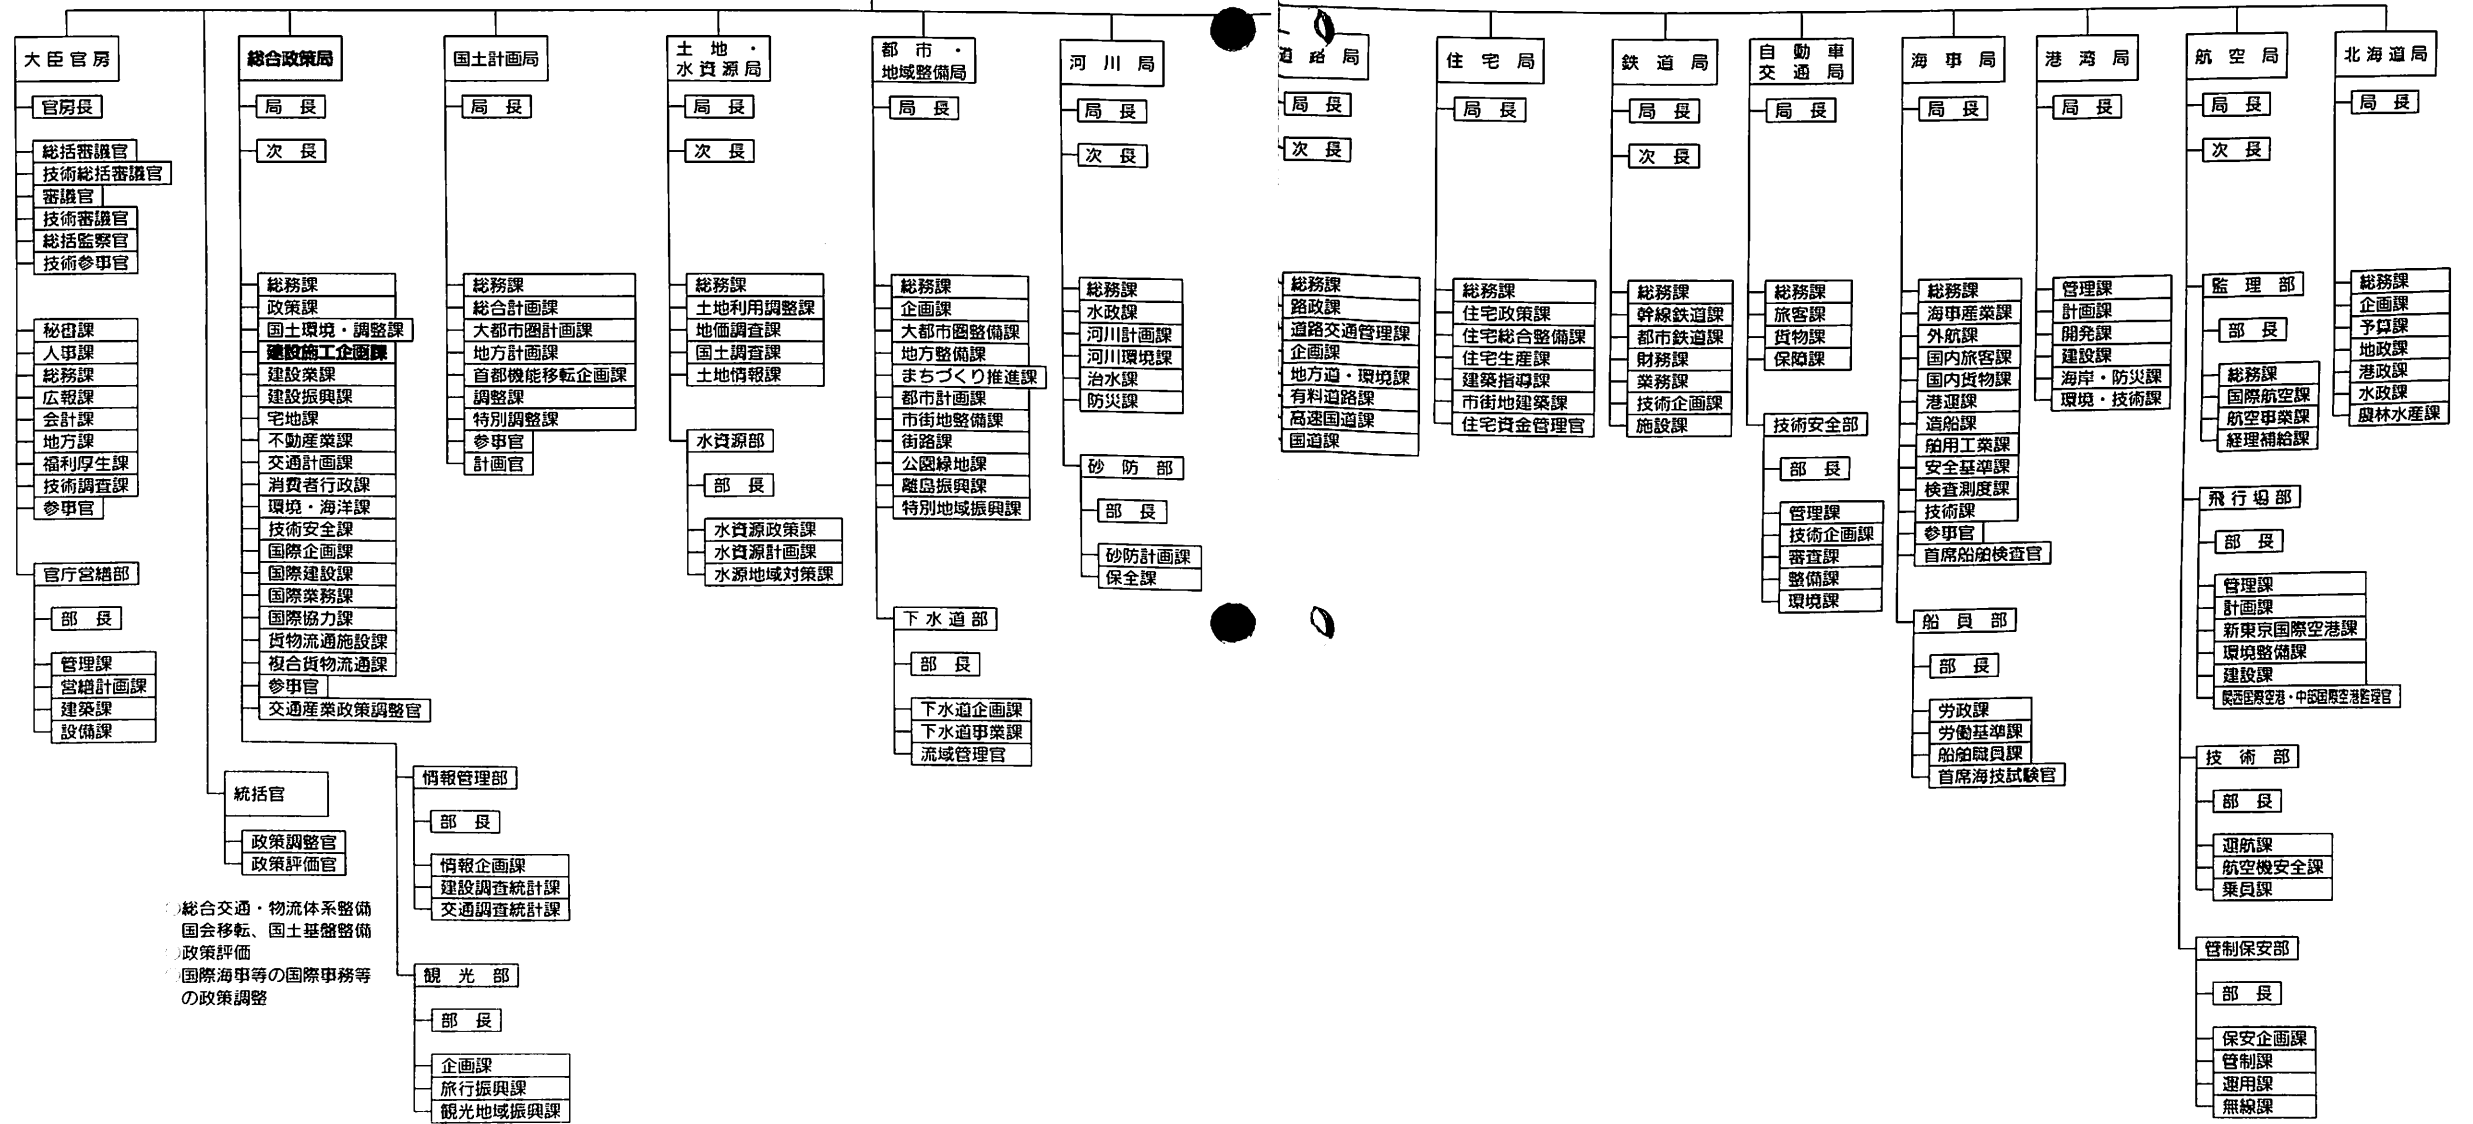 大臣官房
官房長
総括審議官
技術総括審議官
審議官
技術審議官
総括監察官
技術参事官
秘書課
人事課
総務課
広報課
会計課
地方課
福利厚生課
技術調査課
参事官
官庁営繕部
部長
管理課
営繕計画課
建築課
設備課
総合政策局
局長
次長
総務課
政策課
国土環境・調整課
建設施工企画課
建設業課
建設振興課
宅地課
不動産業課
交通計画課
消費者行政課
環境・海洋課
技術安全課
国際企画課
国際建設課
国際業務課
国際協力課
貨物流通施設課
複合貨物流通課
参事官
交通産業政策調整官
情報管理部
部長
情報企画課
建設調査統計課
交通調査統計課
観光部
部長
企画課
旅行振興課
観光地域振興課
統括官
政策調整官
政策評価官
○総合交通・物流体系整備
国会移転、国土基盤整備
○政策評価
○国際海事等の国際事務等
の政策調整
国土計画局
局長
総務課
総合計画課
大都市圏計画課
地方計画課
首都機能移転企画課
調整課
特別調整課
参事官
計画官
土地・
水資源局
局長
次長
総務課
土地利用調整課
地価調査課
国土調査課
土地情報課
水資源部
部長
水資源政策課
水資源計画課
水源地域対策課
都市・
地域整備局
局長
総務課
企画課
大都市圏整備課
地方整備課
まちづくり推進課
都市計画課
市街地整備課
街路課
公園緑地課
離島振興課
特別地域振興課
下水道部
部長
下水道企画課
下水道事業課
流域管理官
河川局
局長
次長
総務課
水政課
河川計画課
河川環境課
治水課
防災課
砂防部
部長
砂防計画課
保全課
道路局
局長
次長
総務課
路政課
道路交通管理課
企画課
地方道・環境課
有料道路課
高速国道課
国道課
住宅局
局長
総務課
住宅政策課
住宅総合整備課
住宅生産課
建築指導課
市街地建築課
住宅資金管理官
鉄道局
局長
次長
総務課
幹線鉄道課
都市鉄道課
財務課
業務課
技術企画課
施設課
自動車
交通局
局長
総務課
旅客課
貨物課
保障課
技術安全部
部長
管理課
技術企画課
審査課
整備課
環境課
海事局
局長
総務課
海事産業課
外航課
国内旅客課
国内貨物課
港運課
造船課
舶用工業課
安全基準課
検査測度課
技術課
参事官
首席船舶検査官
船員部
部長
労政課
労働基準課
船舶職員課
首席海技試験官
港湾局
局長
管理課
計画課
開発課
建設課
海岸・防災課
環境・技術課
航空局
局長
次長
監理部
部長
総務課
国際航空課
航空事業課
経理補給課
飛行場部
部長
管理課
計画課
新東京国際空港課
環境整備課
建設課
関西国際空港・中部国際空港監理官
技術部
部長
運航課
航空機安全課
乗員課
管制保安部
部長
保安企画課
管制課
運用課
無線課
北海道局
局長
総務課
企画課
予算課
地政課
港政課
水政課
農林水産課